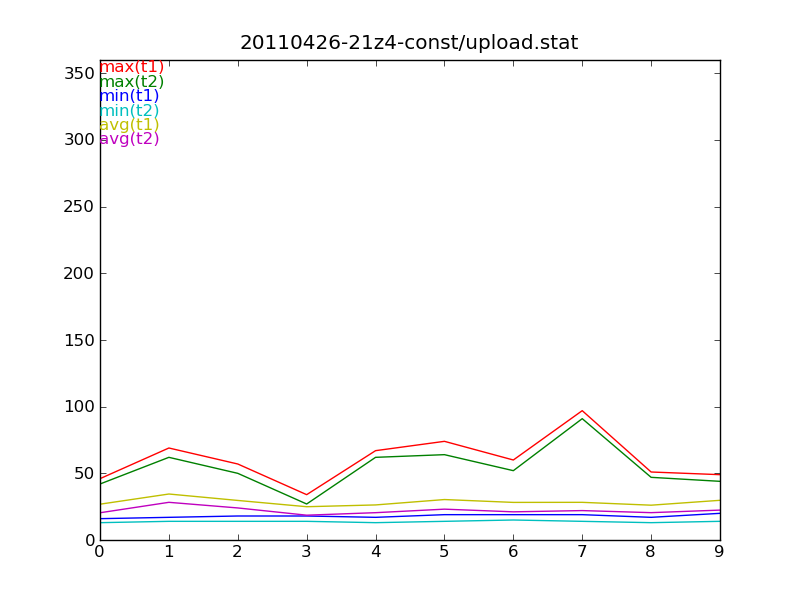 20110426-21z4-const/upload.stat
max(t1)
max(t2)
min(t1)
min(t2)
avg(t1)
avg(t2)
350
300
250
200
150
100
50
0
0 1 2 3 4 5 6 7 8 9